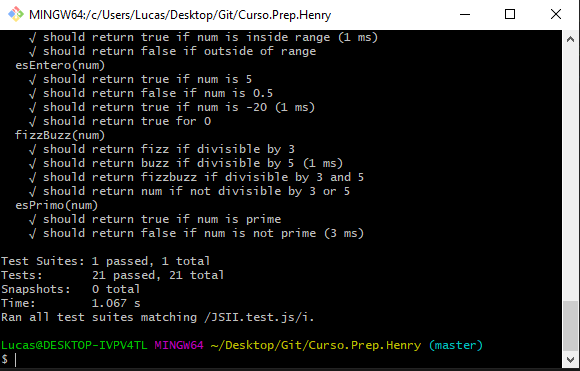 MINGW64:/c/Users/Lucas/Desktop/Git/Curso.Prep.Henry
√ should return true if num is inside range (1 ms)
√ should return false if outside of range
esEntero(num)
√ should return true if num is 5
√ should return false if num is 0.5
√ should return true if num is -20 (1 ms)
√ should return true for 0
fizzBuzz(num)
√ should return fizz if divisible by 3
√ should return buzz if divisible by 5 (1 ms)
√ should return fizzbuzz if divisible by 3 and 5
√ should return num if not divisible by 3 or 5
esPrimo(num)
√ should return true if num is prime
√ should return false if num is not prime (3 ms)
Test Suites: 1 passed, 1 total
Tests:       21 passed, 21 total
Snapshots:   0 total
Time:        1.067 s
Ran all test suites matching /JSII.test.js/i.
Lucas@DESKTOP-IVPV4TL MINGW64 ~/Desktop/Git/Curso.Prep.Henry (master)
$